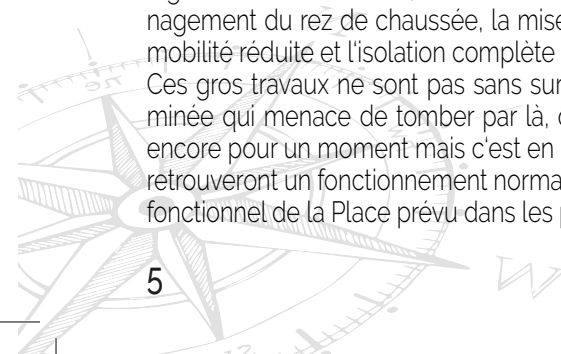 nagement du rez de chaussée, la mise
mobilité réduite et l'isolation complète
Ces gros travaux ne sont pas sans sur
minée qui menace de tomber par là,
encore pour un moment mais c'est en
retrouveront un fonctionnement norma
fonctionnel de la Place prévu dans les
5
W